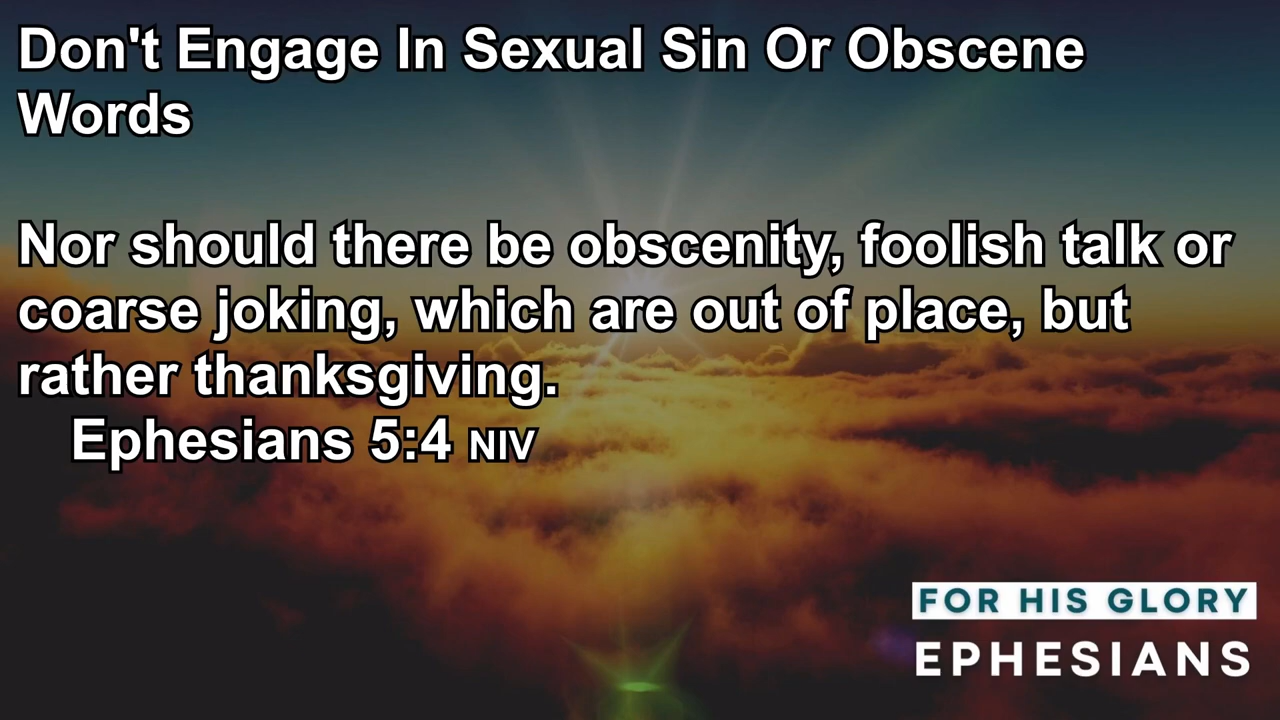 Don't Engage In Sexual Sin Or Obscene
Words
Nor should there be obscenity, foolish talk or
coarse joking, which are out of place, but
rather thanksgiving.
Ephesians 5:4 NIV
FOR HIS GLORY
EPHESIANS